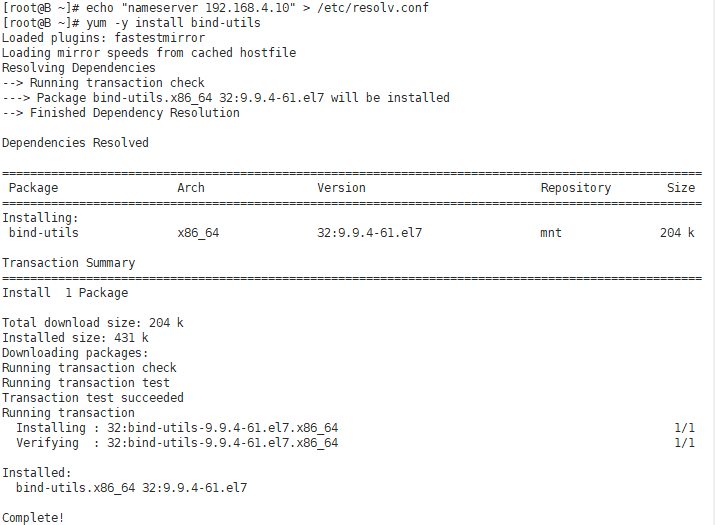 [root@B ~]# echo "nameserver 192.168.4.10" > /etc/resolv.conf
[root@B ~]# yum -y install bind-utils
Loaded plugins: fastestmirror
Loading mirror speeds from cached hostfile
Resolving Dependencies
--> Running transaction check
---> Package bind-utils.x86_64 32:9.9.4-61.el7 will be installed
--> Finished Dependency Resolution

Dependencies Resolved

====================================================================================================
 Package                 Arch              Version                         Repository        Size
====================================================================================================
Installing:
 bind-utils              x86_64            32:9.9.4-61.el7                 mnt              204 k

Transaction Summary
====================================================================================================
Install  1 Package

Total download size: 204 k
Installed size: 431 k
Downloading packages:
Running transaction check
Running transaction test
Transaction test succeeded
Running transaction
  Installing : 32:bind-utils-9.9.4-61.el7.x86_64                                                1/1
  Verifying  : 32:bind-utils-9.9.4-61.el7.x86_64                                                1/1

Installed:
  bind-utils.x86_64 32:9.9.4-61.el7

Complete!